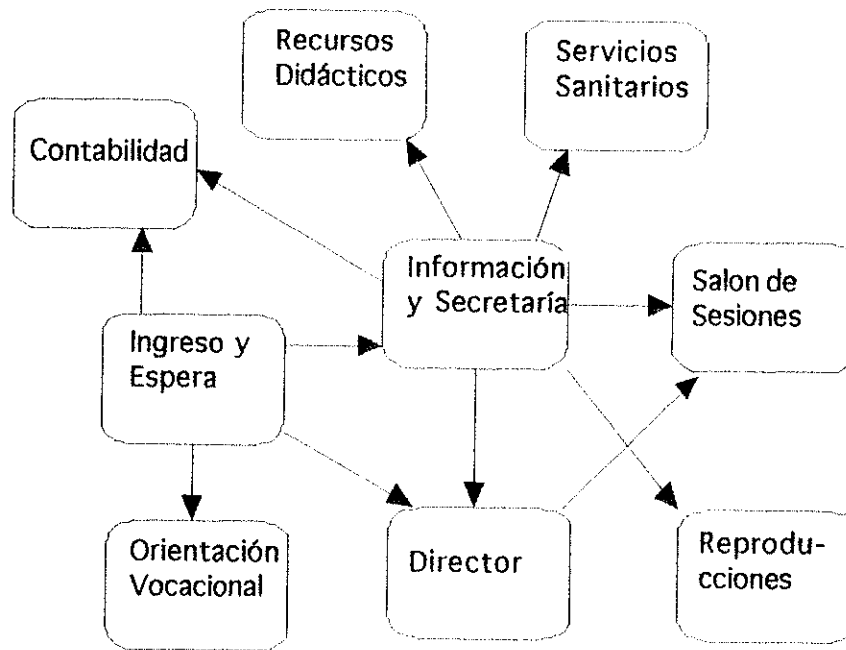 Recursos
Didácticos
Servicios
Sanitarios
Contabilidad
Información
y Secretaría
Salon de
Sesiones
Ingreso y
Espera
Orientación
Vocacional
Director
Reprodu-
cciones